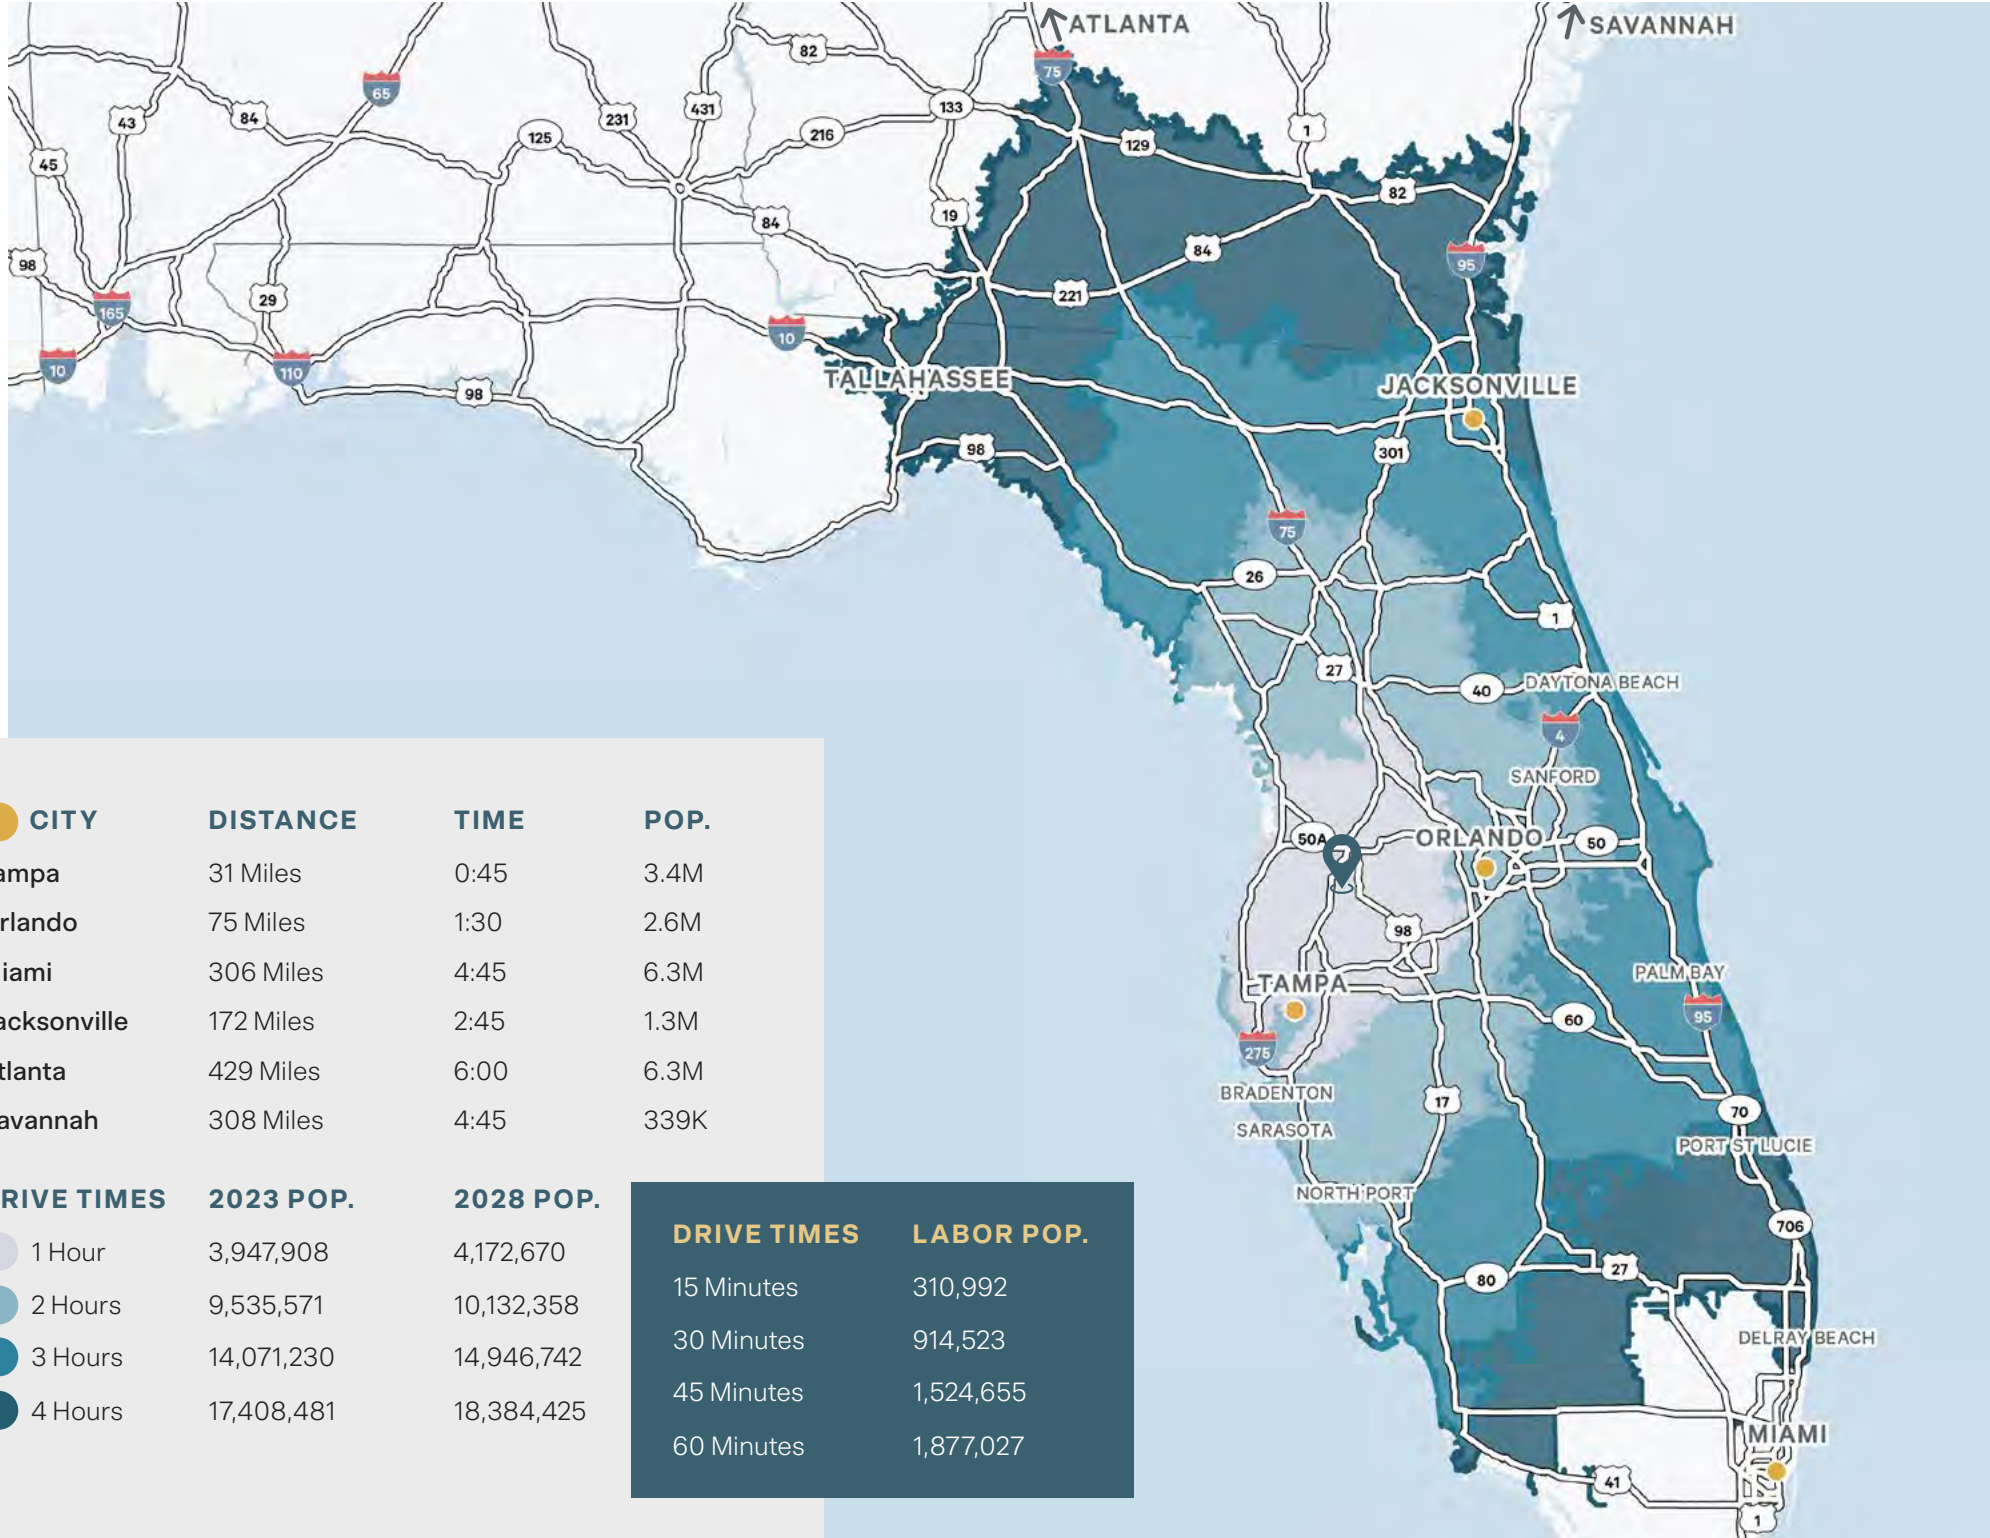 ATLANTA
SAVANNAH
82
75
65
133
43
84
231
431
216
125
1
129
45
82
19
84
84
98
95
221
29
165
10
10
110
TALLAHASSEE
JACKSONVILLE
98
98
301
75
26
1
27
40
DAYTONA BEACH
4
SANFORD
50A
ORLANDO
50
98
TAMPA
PALM BAY
60
95
275
BRADENTON
17
70
SARASOTA
PORT ST LUCIE
NORTH PORT
706
80
27
DELRAY BEACH
MIAMI
41
1
CITY DISTANCE TIME POP.
ampa 31 Miles 0:45 3.4M
rlando 75 Miles 1:30 2.6M
iami 306 Miles 4:45 6.3M
acksonville 172 Miles 2:45 1.3M
tlanta 429 Miles 6:00 6.3M
avannah 308 Miles 4:45 339K
RIVE TIMES 2023 POP. 2028 POP.
1 Hour 3,947,908 4,172,670
2 Hours 9,535,571 10,132,358
3 Hours 14,071,230 14,946,742
4 Hours 17,408,481 18,384,425
DRIVE TIMES LABOR POP.
15 Minutes 310,992
30 Minutes 914,523
45 Minutes 1,524,655
60 Minutes 1,877,027